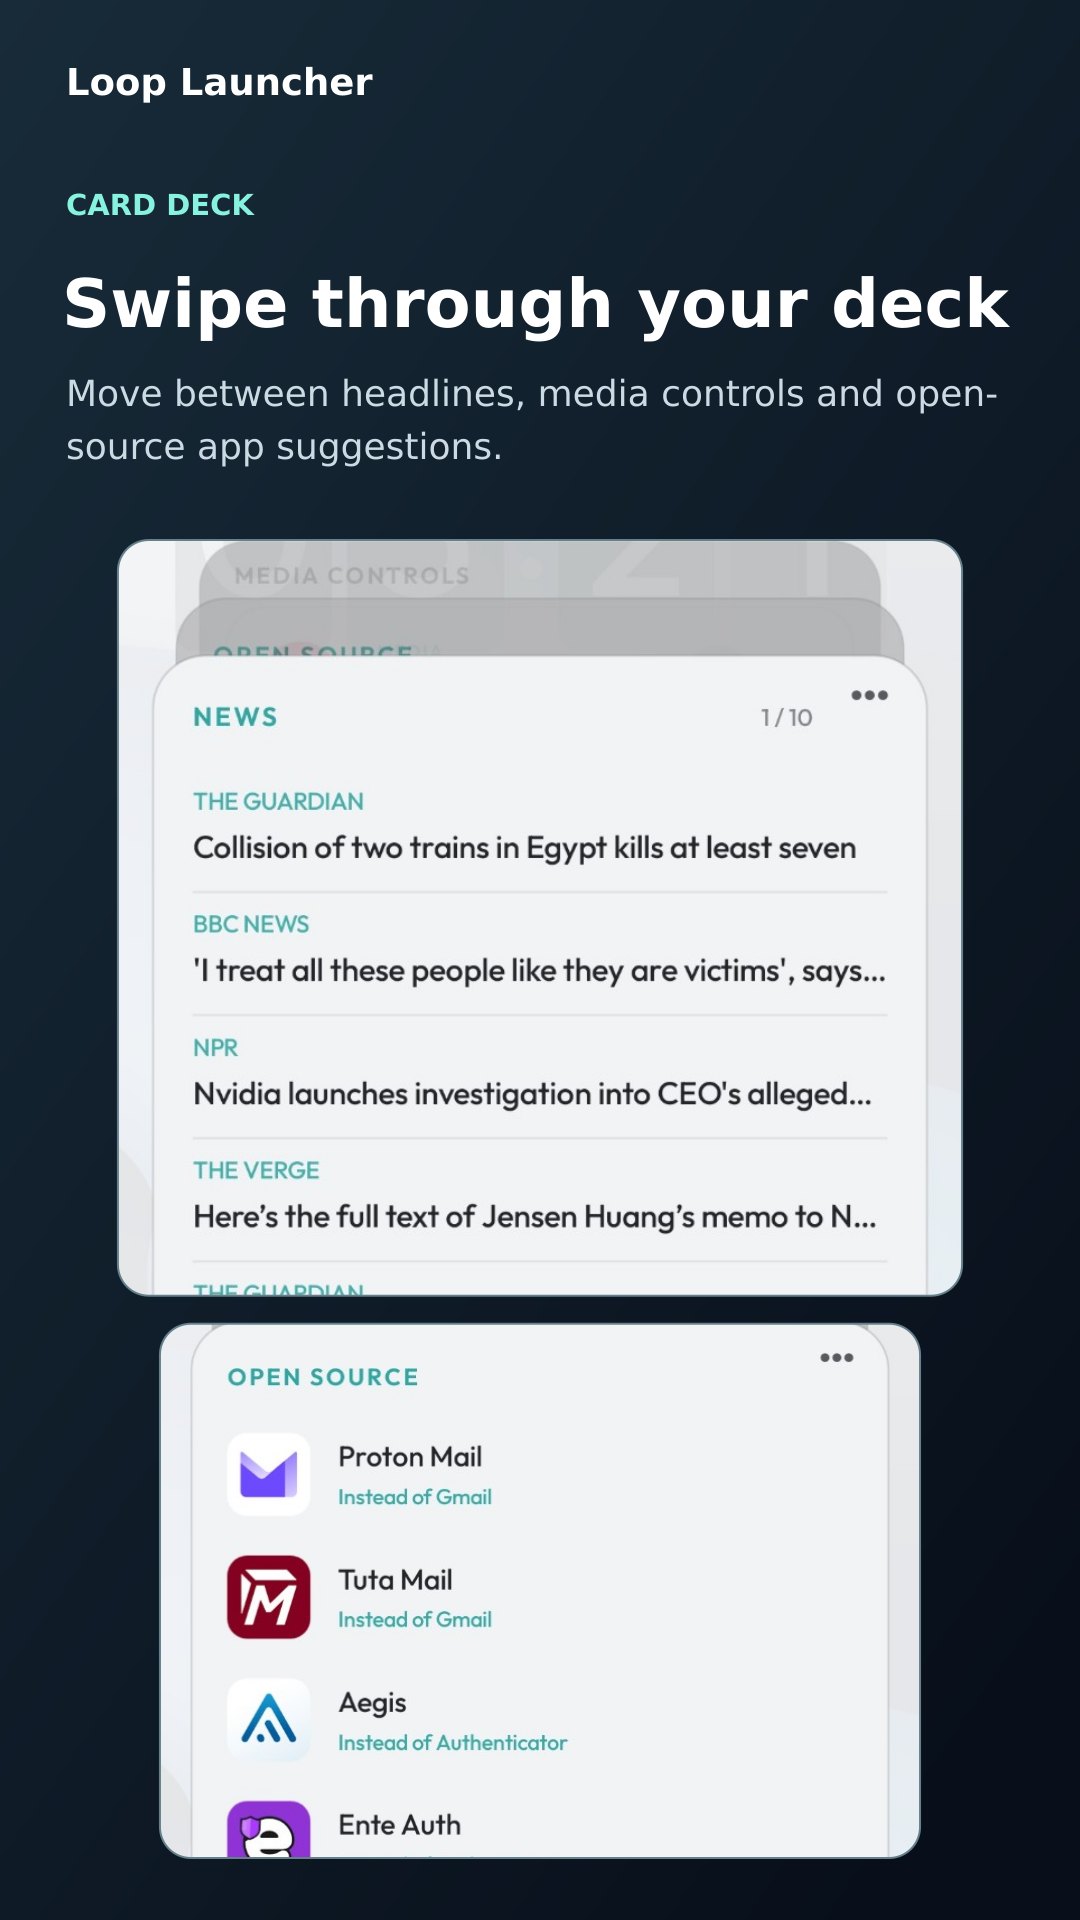 Loop Launcher
CARD DECK
Swipe through your deck
Move between headlines, media controls and open-
source app suggestions.
MEDIA CONTROLS
OPEN SOURCE
NEWS
1 / 10
THE GUARDIAN
Collision of two trains in Egypt kills at least seven
BBC NEWS
'I treat all these people like they are victims', says...
NPR
Nvidia launches investigation into CEO's alleged...
THE VERGE
Here’s the full text of Jensen Huang’s memo to N...
THE GUARDIAN
OPEN SOURCE
Proton Mail
Instead of Gmail
Tuta Mail
Instead of Gmail
Aegis
Instead of Authenticator
Ente Auth